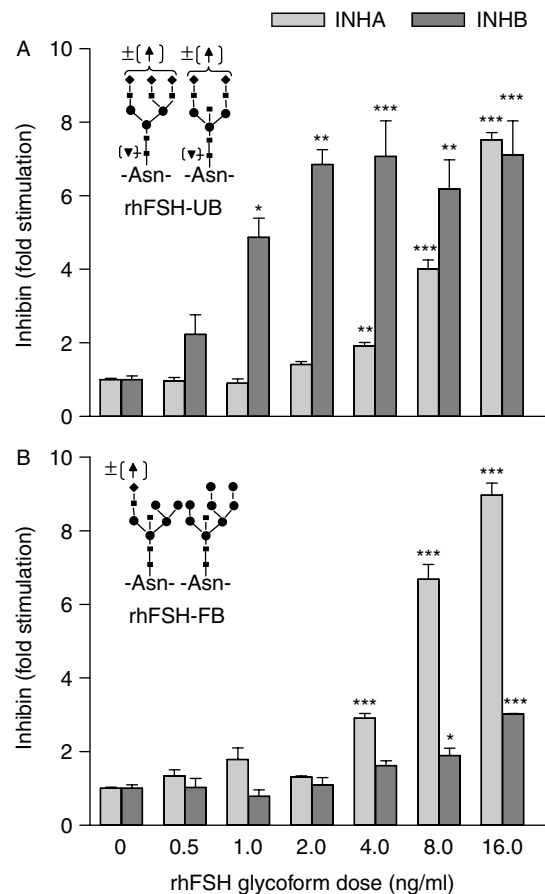 INHA INHB
A
Inhibin (fold stimulation)
10
8
6
4
2
0
±( )
±( )
-Asn- -Asn-
rhFSH-UB
*
**
***
**
***
**
***
***
***
B
Inhibin (fold stimulation)
10
8
6
4
2
0
±( )
-Asn- -Asn-
rhFSH-FB
***
***
*
***
***
0 0.5 1.0 2.0 4.0 8.0 16.0
rhFSH glycoform dose (ng/ml)